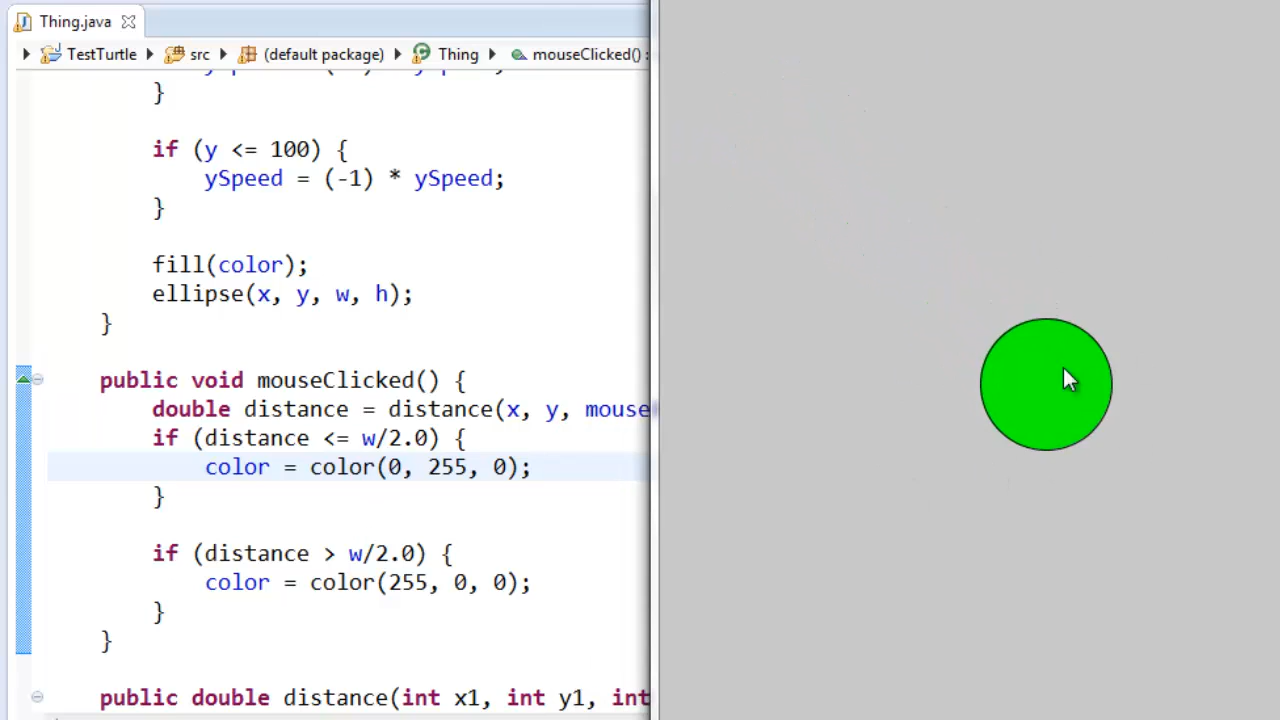 Thing.java
TestTurtle src (default package) Thing mouseClicked() :
}
if (y <= 100) {
ySpeed = (-1) * ySpeed;
}
fill(color);
ellipse(x, y, w, h);
}
public void mouseClicked() {
double distance = distance(x, y, mouse
if (distance <= w/2.0) {
color = color(0, 255, 0);
}
if (distance > w/2.0) {
color = color(255, 0, 0);
}
}
public double distance(int x1, int y1, int